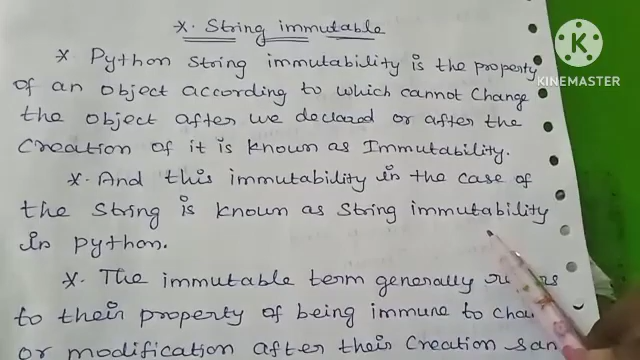 * String immutable
* Python String immutability is the property
of an object according to which cannot change
the object after we declared or after the
creation of it is known as Immutability.
* And this immutability in the case of
the string is known as string immutability
in python.
* The immutable term generally
to their property of being immune to
or modification after their creation
KINEMASTER